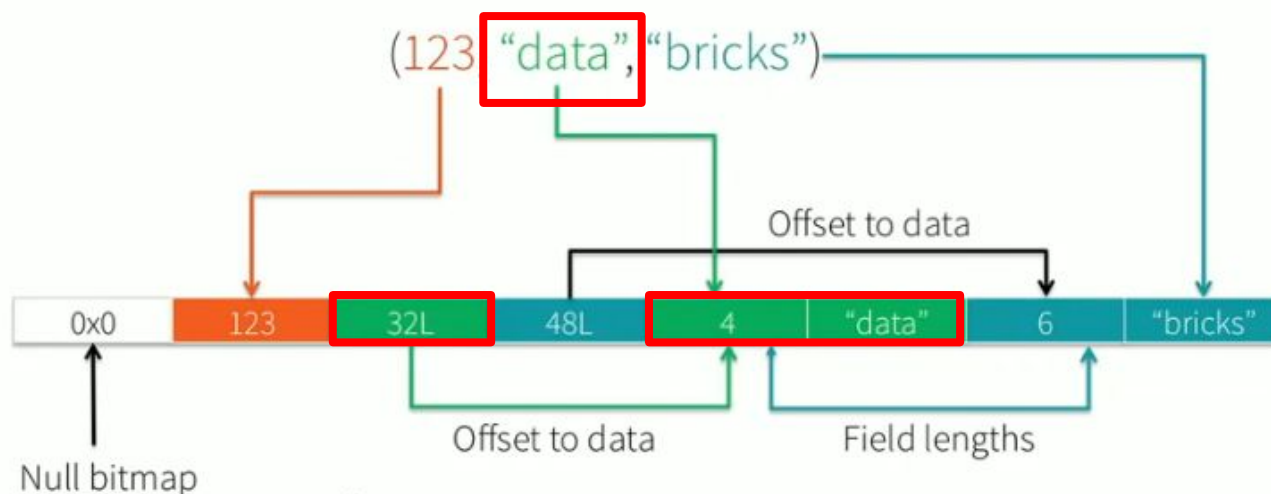 (123, “data”, “bricks”)
Offset to data
0x0 123 32L 48L 4 “data” 6 “bricks”
Offset to data Field lengths
Null bitmap